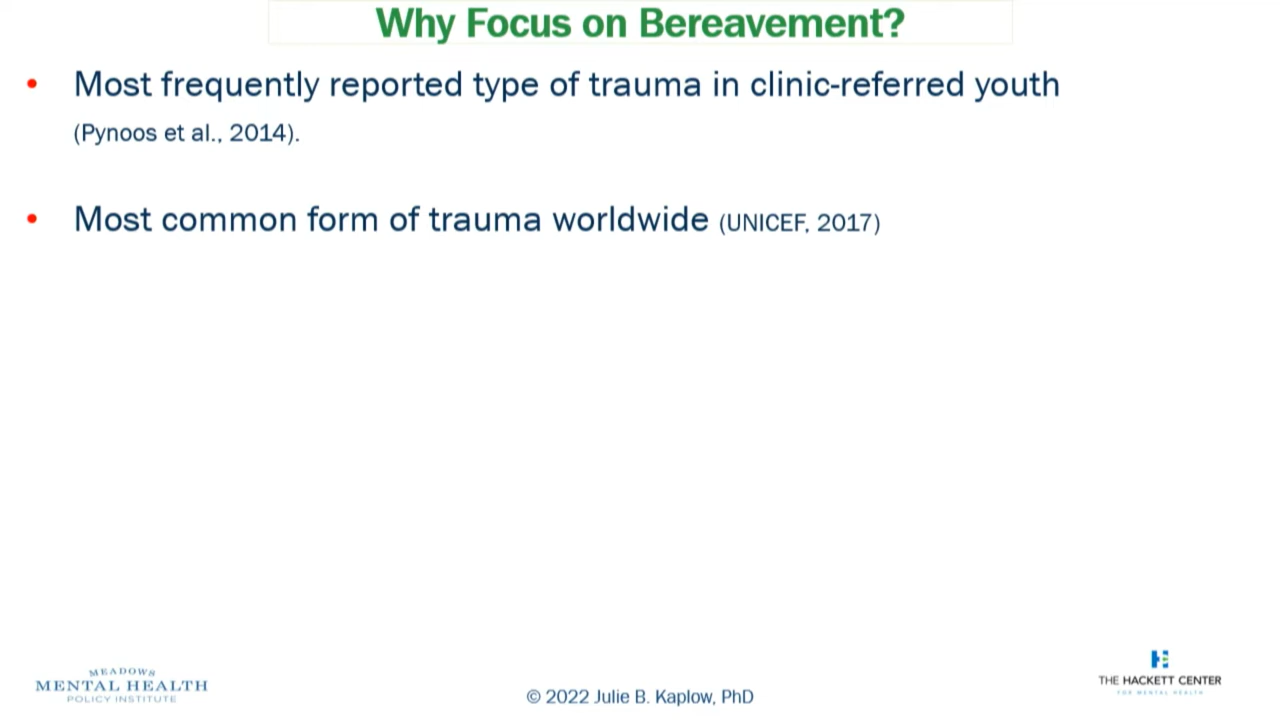 Why Focus on Bereavement?
• Most frequently reported type of trauma in clinic-referred youth
(Pynoos et al., 2014).
• Most common form of trauma worldwide (UNICEF, 2017)
MEADOWS
MENTAL HEALTH
POLICY INSTITUTE
© 2022 Julie B. Kaplow, PhD
THE HACKETT CENTER
FOR MENTAL HEALTH